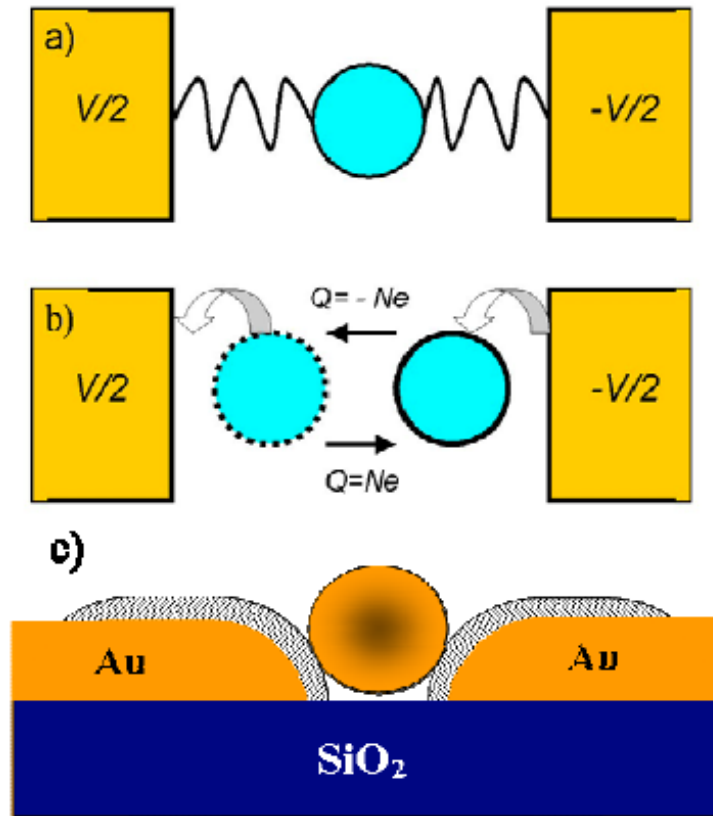 a)
V/2
-V/2
Q= - Ne
b)
V/2
-V/2
Q=Ne
c)
Au
Au
SiO₂